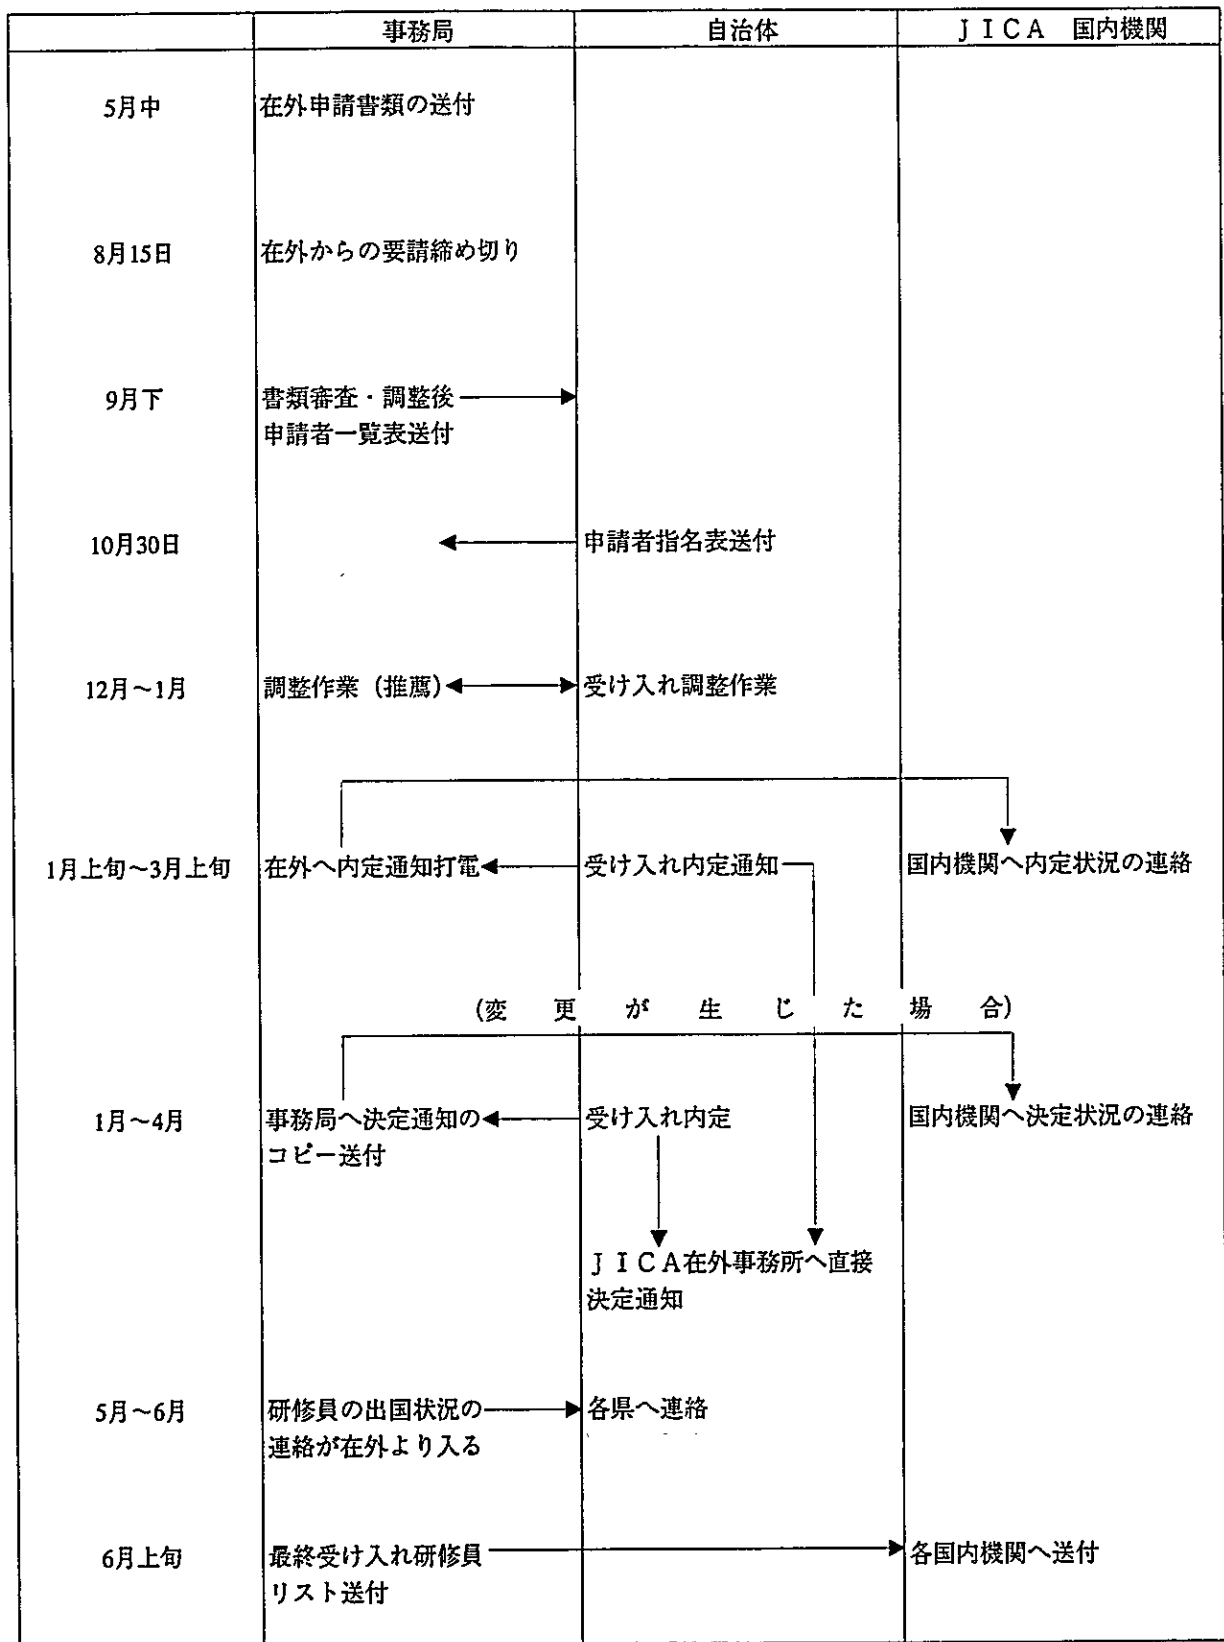 事務局 自治体 JICA 国内機関
5月中 在外申請書類の送付
8月15日 在外からの要請締め切り
9月下 書類審査・調整後
申請者一覧表送付
10月30日 申請者指名表送付
12月～1月 調整作業(推薦) 受け入れ調整作業
1月上旬～3月上旬 在外へ内定通知打電 受け入れ内定通知 国内機関へ内定状況の連絡
(変更が生じた場合)
1月～4月 事務局へ決定通知の 受け入れ内定 国内機関へ決定状況の連絡
コピー送付
JICA在外事務所へ直接
決定通知
5月～6月 研修員の出国状況の 各県へ連絡
連絡が在外より入る
6月上旬 最終受け入れ研修員 各国内機関へ送付
リスト送付